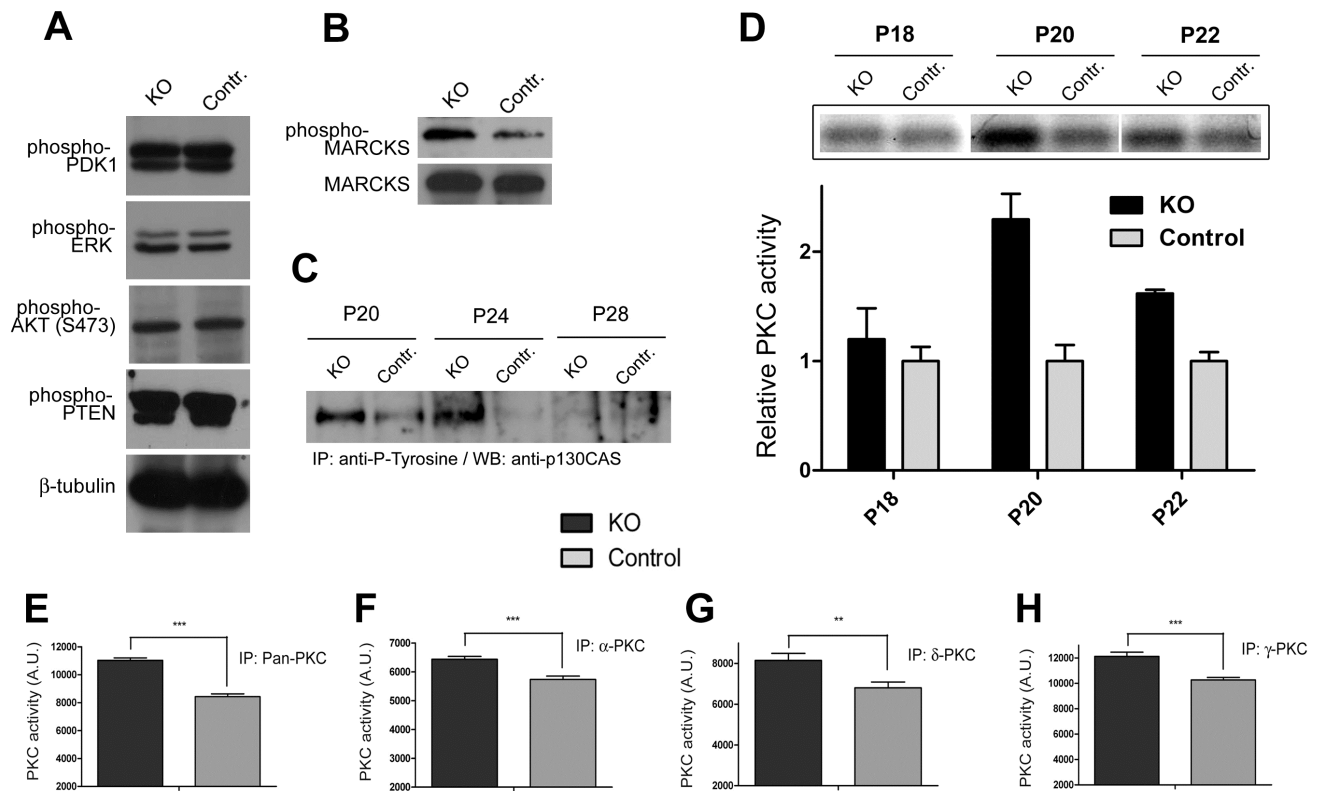 A
KO
Contr.
phospho-
PDK1
phospho-
ERK
phospho-
AKT (S473)
phospho-
PTEN
β-tubulin
B
KO
Contr.
phospho-
MARCKS
MARCKS
C
P20
P24
P28
KO
Contr.
KO
Contr.
KO
Contr.
IP: anti-P-Tyrosine / WB: anti-p130CAS
D
P18
P20
P22
KO
Contr.
KO
Contr.
KO
Contr.
Relative PKC activity
2
1
0
KO
Control
P18
P20
P22
KO
Control
E
PKC activity (A.U.)
12000
10000
8000
6000
4000
2000
***
IP: Pan-PKC
F
PKC activity (A.U.)
7000
6000
5000
4000
3000
2000
***
IP: α-PKC
G
PKC activity (A.U.)
8000
6000
4000
2000
**
IP: δ-PKC
H
PKC activity (A.U.)
12000
10000
8000
6000
4000
2000
***
IP: γ-PKC